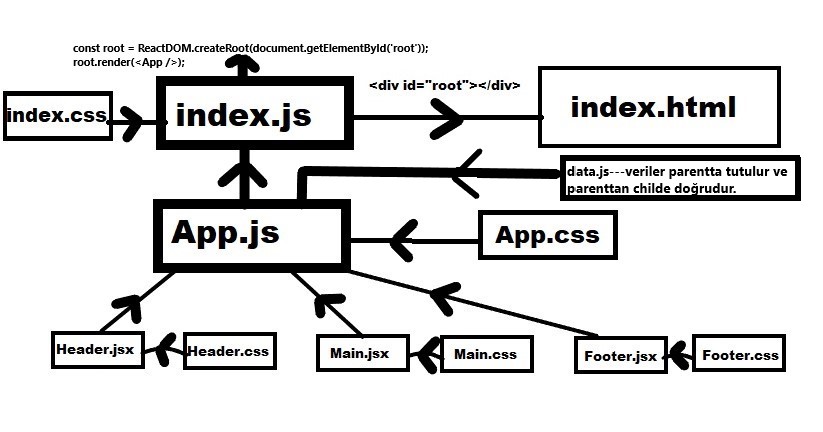 const root = ReactDOM.createRoot(document.getElementById('root'));
root.render(<App />);
<div id="root"></div>
index.css
index.js
index.html
data.js---veriler parentta tutulur ve
parenttan childe doğrudur.
App.js
App.css
Header.jsx
Header.css
Main.jsx
Main.css
Footer.jsx
Footer.css